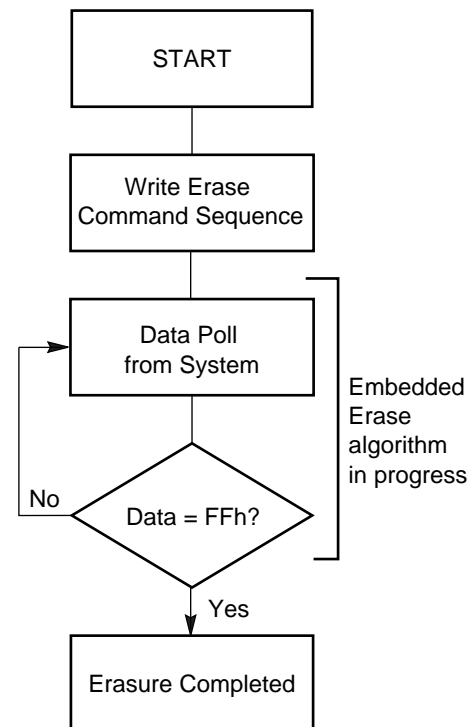 START
Write Erase
Command Sequence
Data Poll
from System
Embedded
Erase
algorithm
in progress
No
Data = FFh?
Yes
Erasure Completed